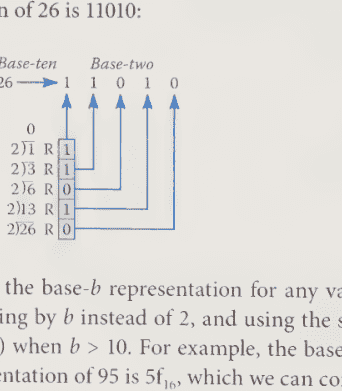 n of 26 is 11010:
Base-ten Base-two
26 1 1 0 1 0
0
2)1 R 1
2)3 R 1
2)6 R 0
2)13 R 1
2)26 R 0
the base-b representation for any va
ing by b instead of 2, and using the s
) when b > 10. For example, the base
entation of 95 is 5f₁₆, which we can co